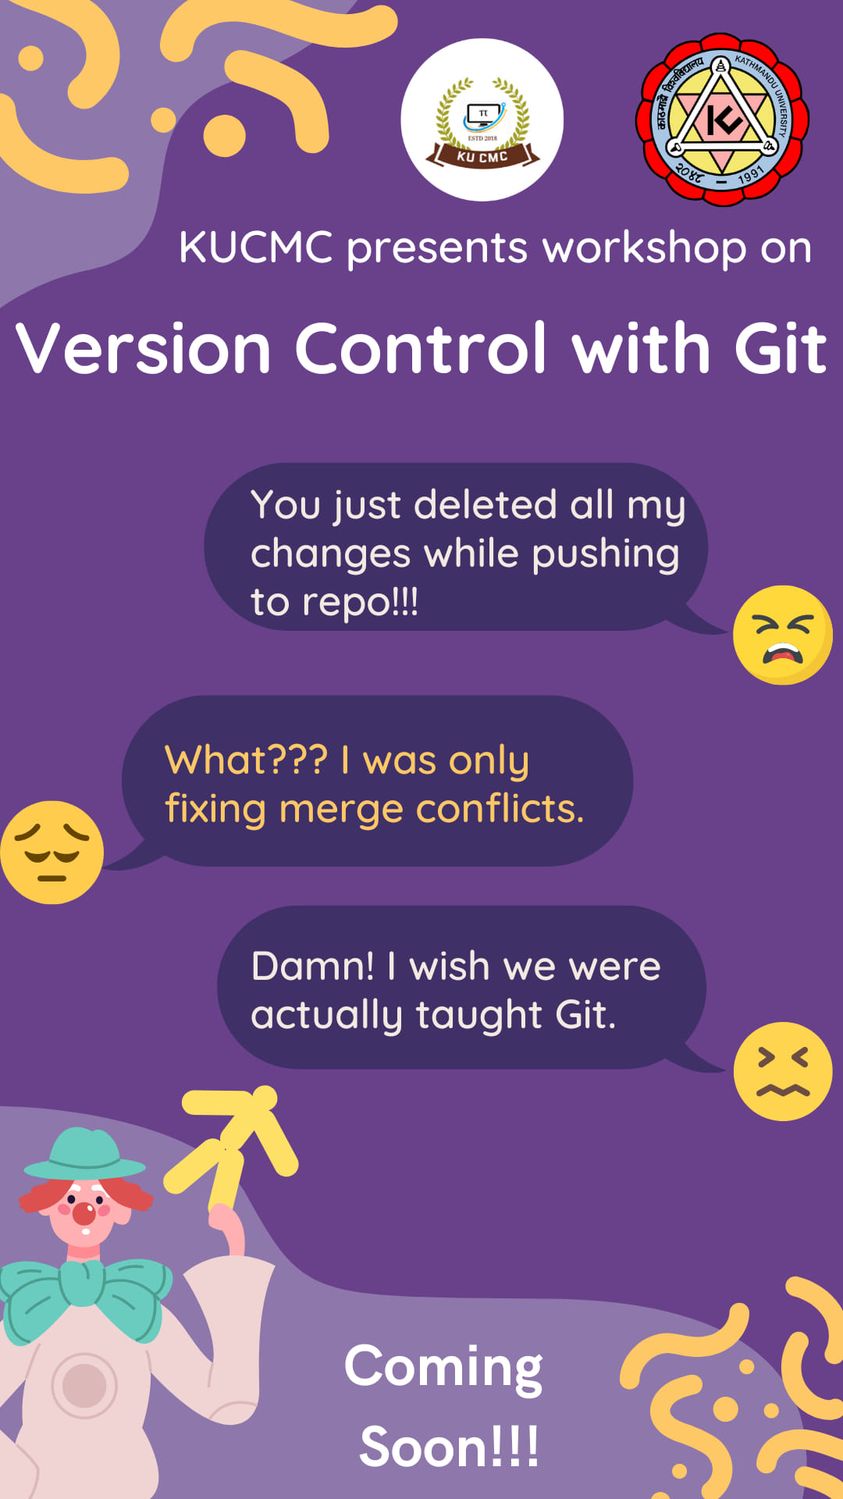 π
ESTD 2018
KU CMC
काठमाडौं विश्वविद्यालय
KATHMANDU UNIVERSITY
२०४८ – 1991
KUCMC presents workshop on
Version Control with Git
You just deleted all my
changes while pushing
to repo!!!
What??? I was only
fixing merge conflicts.
Damn! I wish we were
actually taught Git.
Coming
Soon!!!